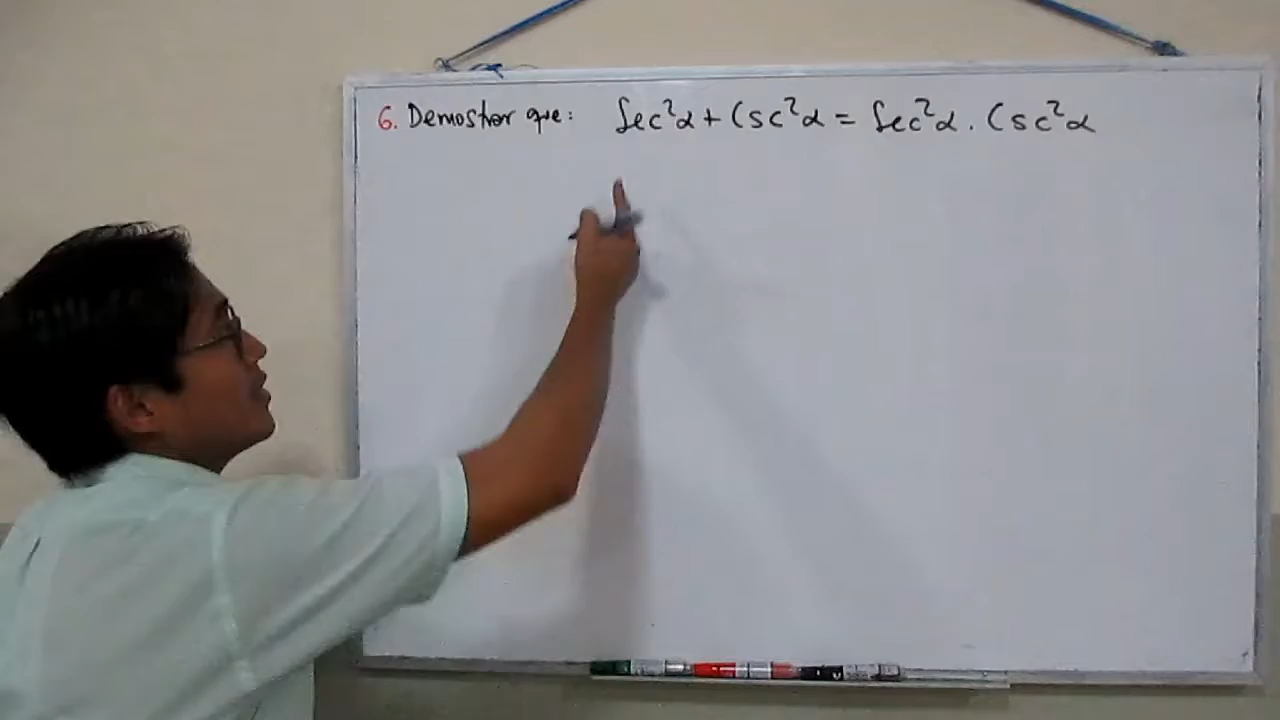 6. Demostrar que: Sec²α + Csc²α = Sec²α . Csc²α